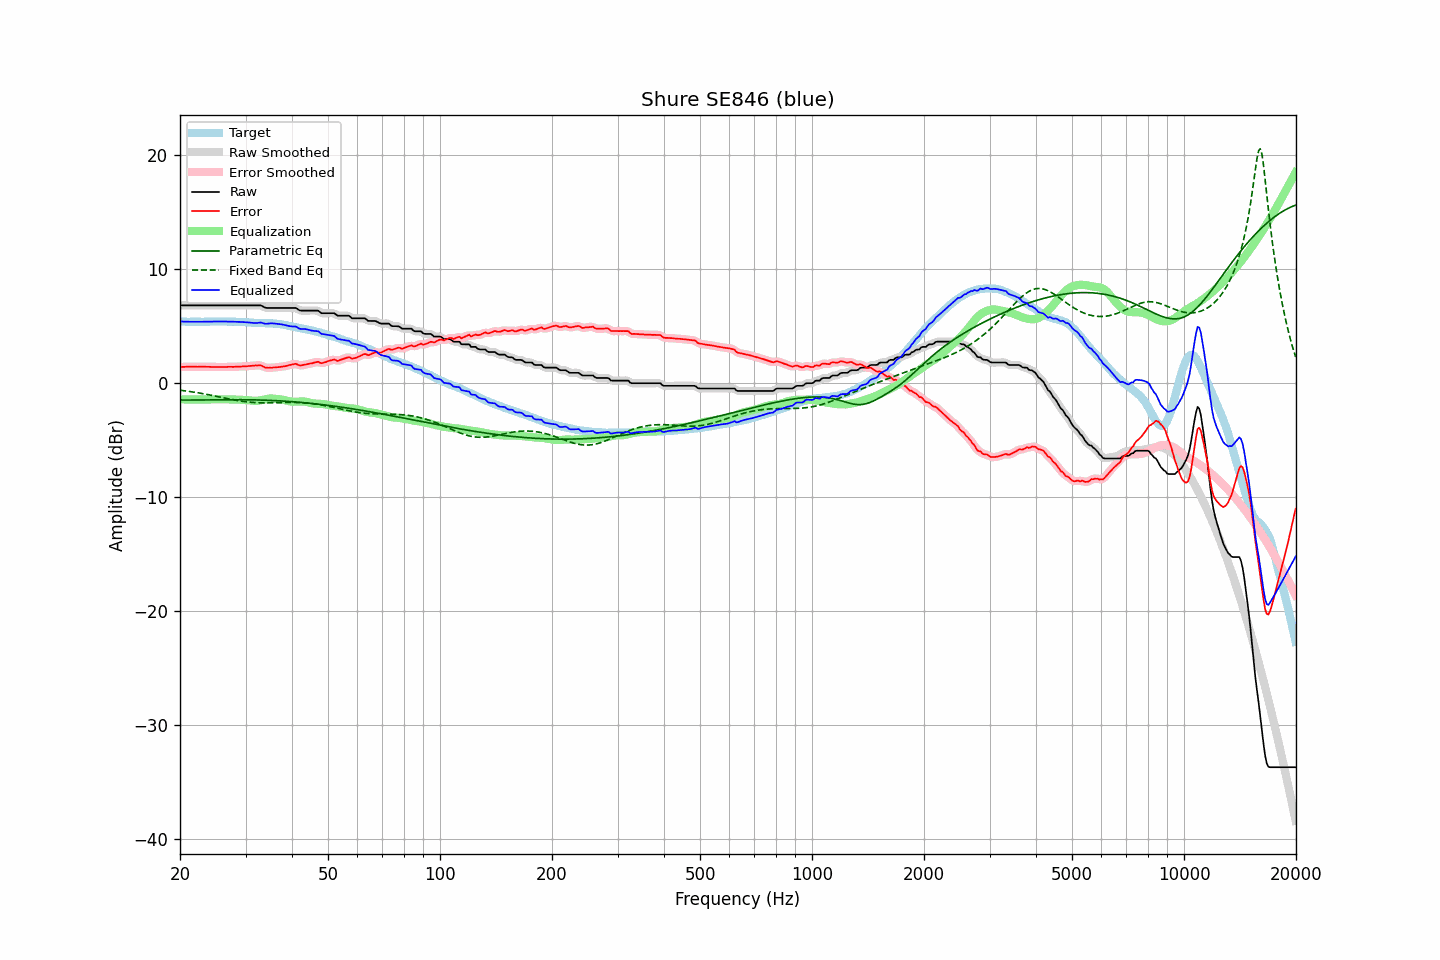 Shure SE846 (blue)
Target
Raw Smoothed
Error Smoothed
Raw
Error
Equalization
Parametric Eq
Fixed Band Eq
Equalized
Amplitude (dBr)
20
10
0
−10
−20
−30
−40
20 50 100 200 500 1000 2000 5000 10000 20000
Frequency (Hz)